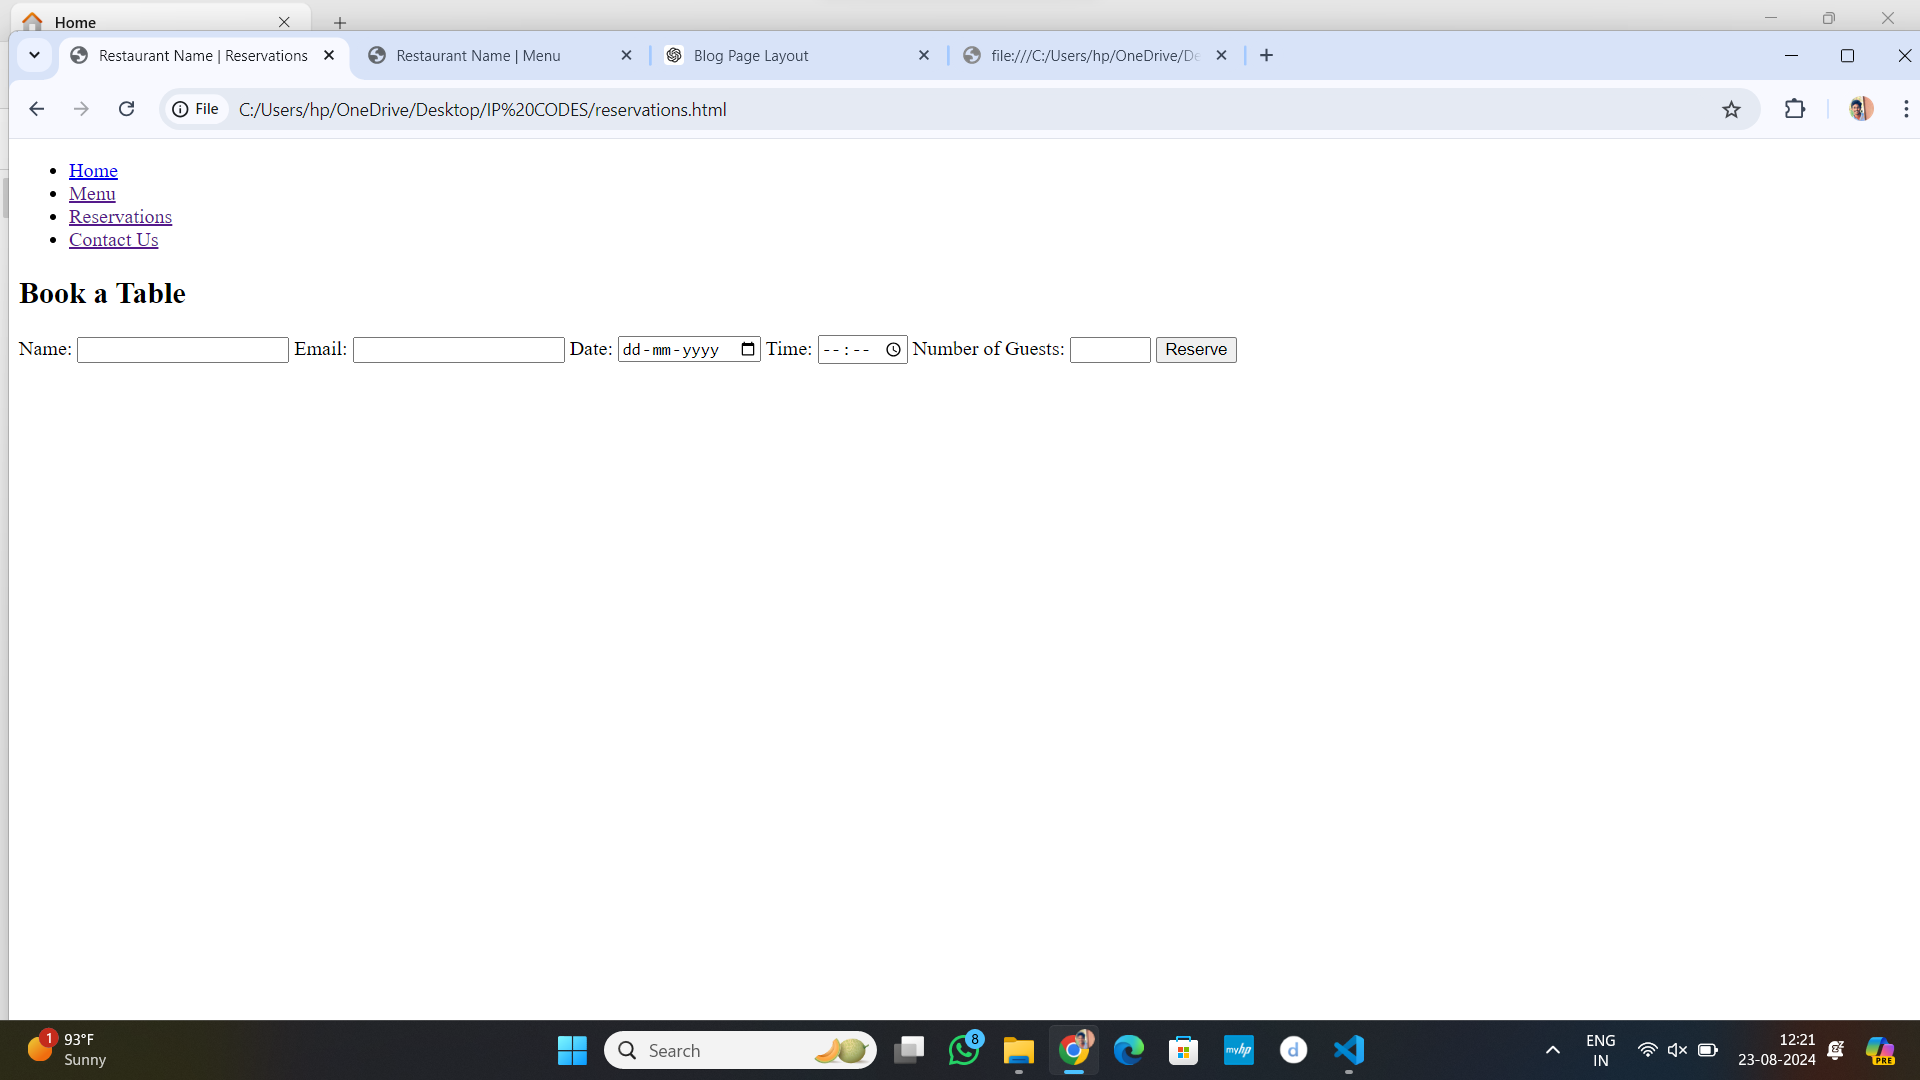 Home
Restaurant Name | Reservations
Restaurant Name | Menu
Blog Page Layout
file:///C:/Users/hp/OneDrive/De
File
C:/Users/hp/OneDrive/Desktop/IP%20CODES/reservations.html
Home
Menu
Reservations
Contact Us
Book a Table
Name: Email: Date: dd-mm-yyyy Time: --:-- Number of Guests: Reserve
1
93°F
Sunny
Search
8
myhp
d
ENG
IN
12:21
23-08-2024
PRE